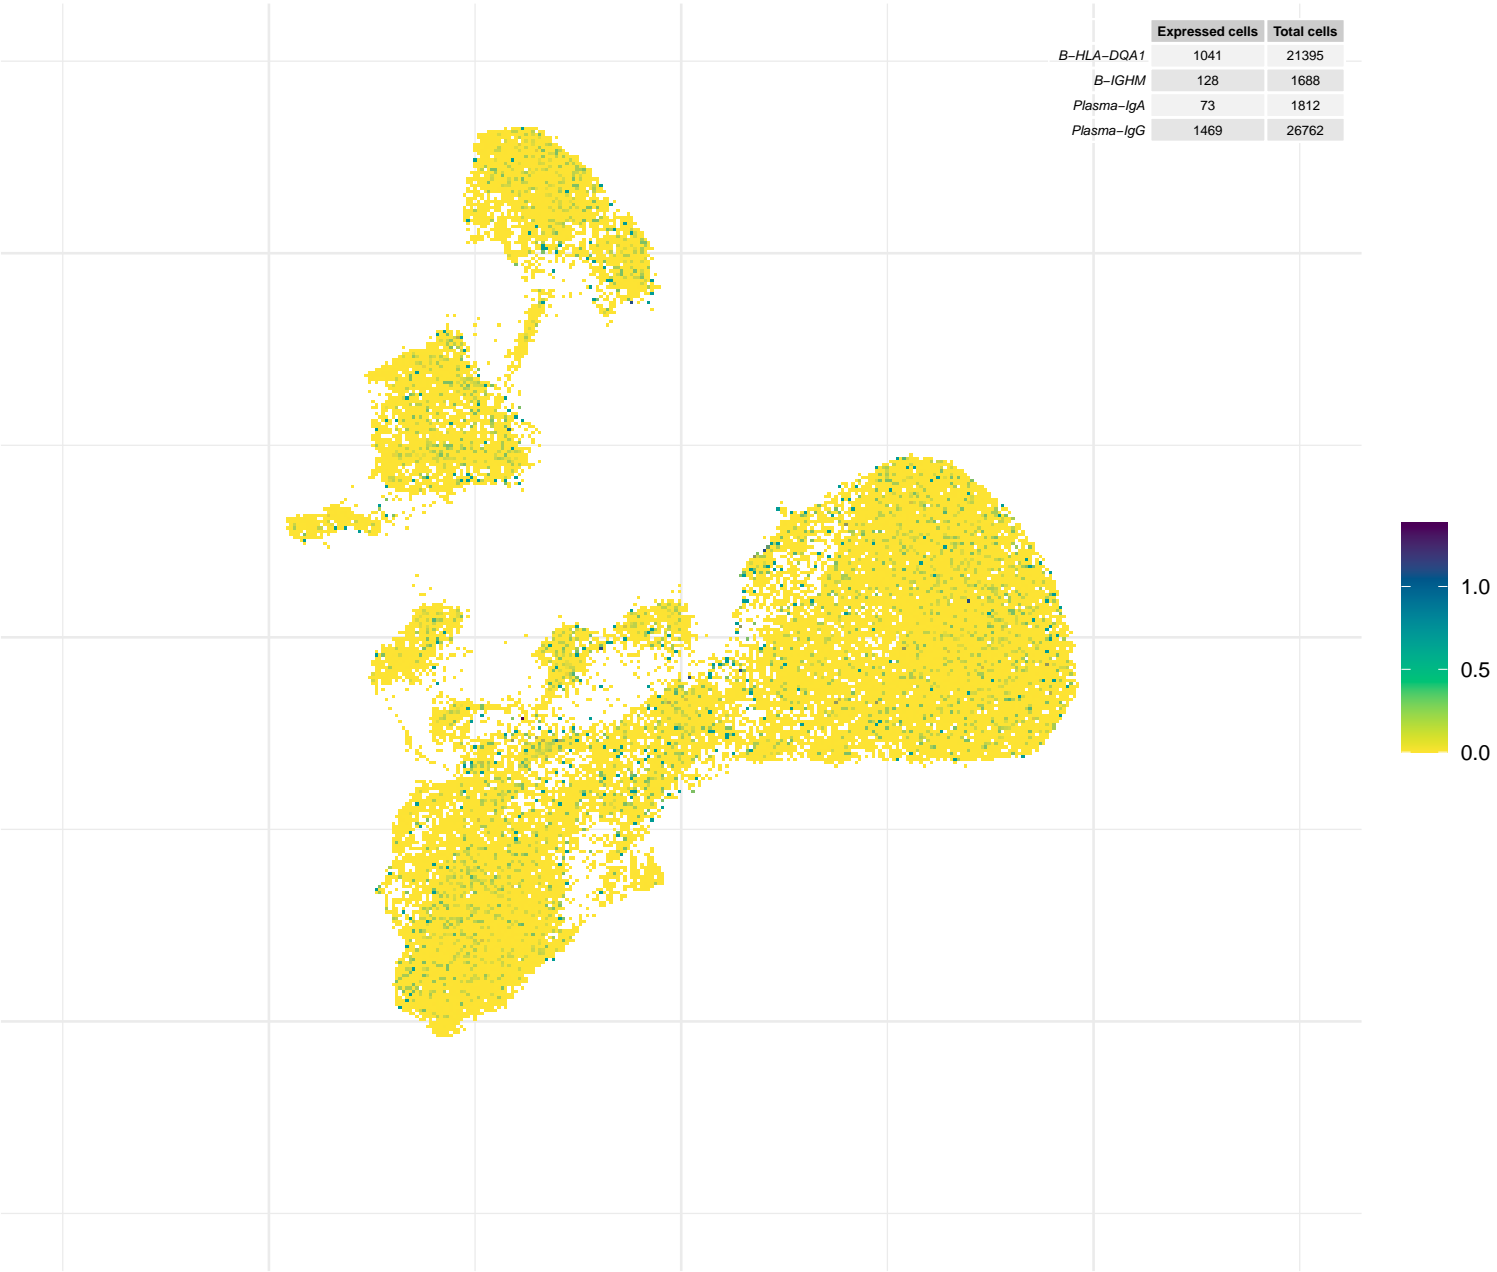 Expressed cells Total cells
B−HLA−DQA1 1041 21395
B−IGHM 128 1688
Plasma−IgA 73 1812
Plasma−IgG 1469 26762
1.0
0.5
0.0